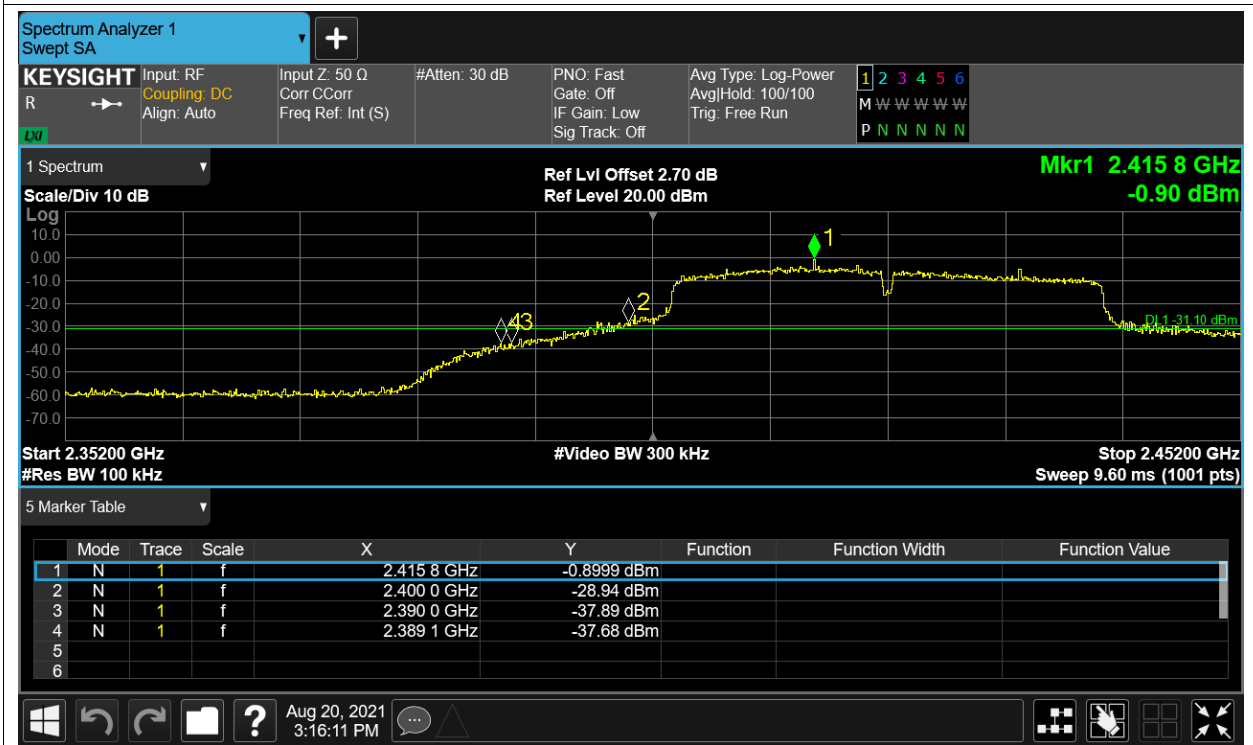 Spectrum Analyzer 1
Swept SA
KEYSIGHT Input: RF Input Z: 50 Ω #Atten: 30 dB PNO: Fast Avg Type: Log-Power 1 2 3 4 5 6
R Coupling: DC Corr CCorr Gate: Off Avg|Hold: 100/100 M W W W W W
Align: Auto Freq Ref: Int (S) IF Gain: Low Trig: Free Run
LXI Sig Track: Off P N N N N N
1 Spectrum Ref Lvl Offset 2.70 dB Mkr1 2.415 8 GHz
Scale/Div 10 dB Ref Level 20.00 dBm -0.90 dBm
Log
10.0
0.00
-10.0
-20.0
-30.0
-40.0
-50.0
-60.0
-70.0
1
2
43
DL1 -31.10 dBm
Start 2.35200 GHz #Video BW 300 kHz Stop 2.45200 GHz
#Res BW 100 kHz Sweep 9.60 ms (1001 pts)
5 Marker Table
Mode Trace Scale X Y Function Function Width Function Value
1 N 1 f 2.415 8 GHz -0.8999 dBm
2 N 1 f 2.400 0 GHz -28.94 dBm
3 N 1 f 2.390 0 GHz -37.89 dBm
4 N 1 f 2.389 1 GHz -37.68 dBm
5
6
? Aug 20, 2021
3:16:11 PM